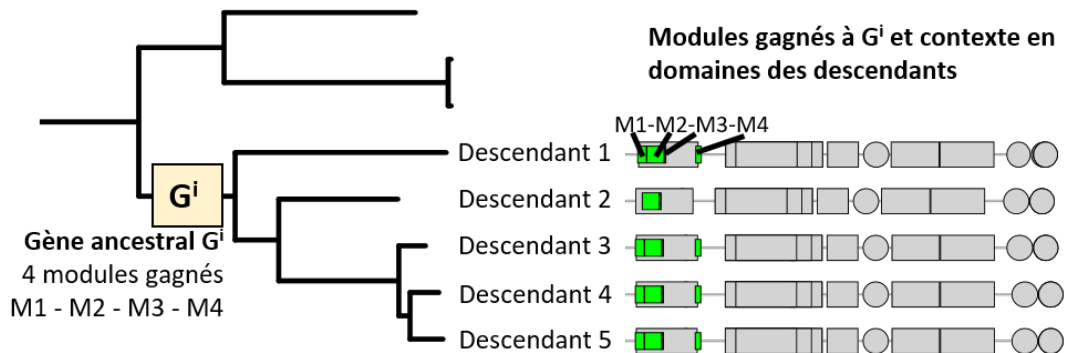 Modules gagnés à Gⁱ et contexte en
domaines des descendants
M1-M2-M3-M4
Descendant 1
Descendant 2
Gⁱ
Gène ancestral Gⁱ
4 modules gagnés
M1 - M2 - M3 - M4
Descendant 3
Descendant 4
Descendant 5